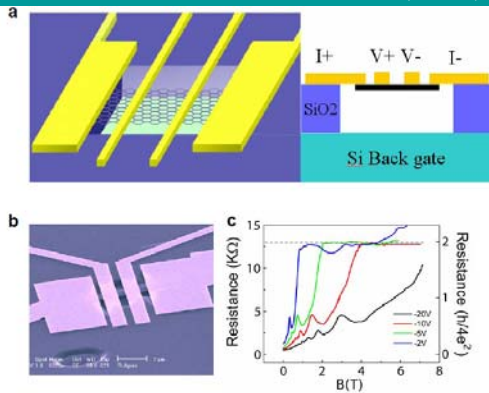 a
I+ V+ V- I-
SiO2
Si Back gate
b
c
15
10
5
0
Resistance (KΩ)
2
1
0
Resistance (h/4e²)
-20V
-10V
-5V
-2V
0 2 4 6 8
B(T)